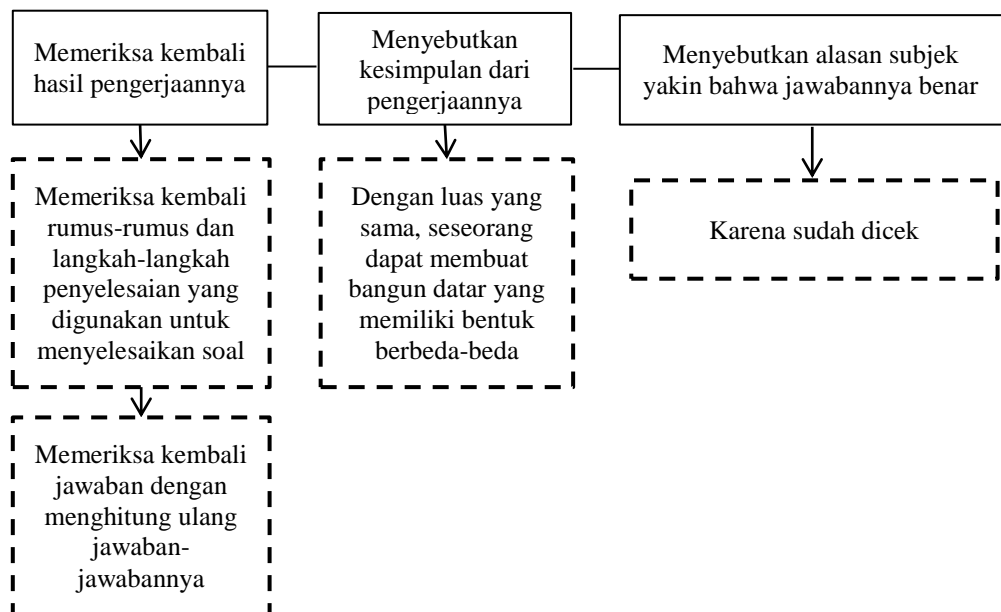 Memeriksa kembali
hasil pengerjaannya
Menyebutkan
kesimpulan dari
pengerjaannya
Menyebutkan alasan subjek
yakin bahwa jawabannya benar
Memeriksa kembali
rumus-rumus dan
langkah-langkah
penyelesaian yang
digunakan untuk
menyelesaikan soal
Dengan luas yang
sama, seseorang
dapat membuat
bangun datar yang
memiliki bentuk
berbeda-beda
Karena sudah dicek
Memeriksa kembali
jawaban dengan
menghitung ulang
jawaban-
jawabannya